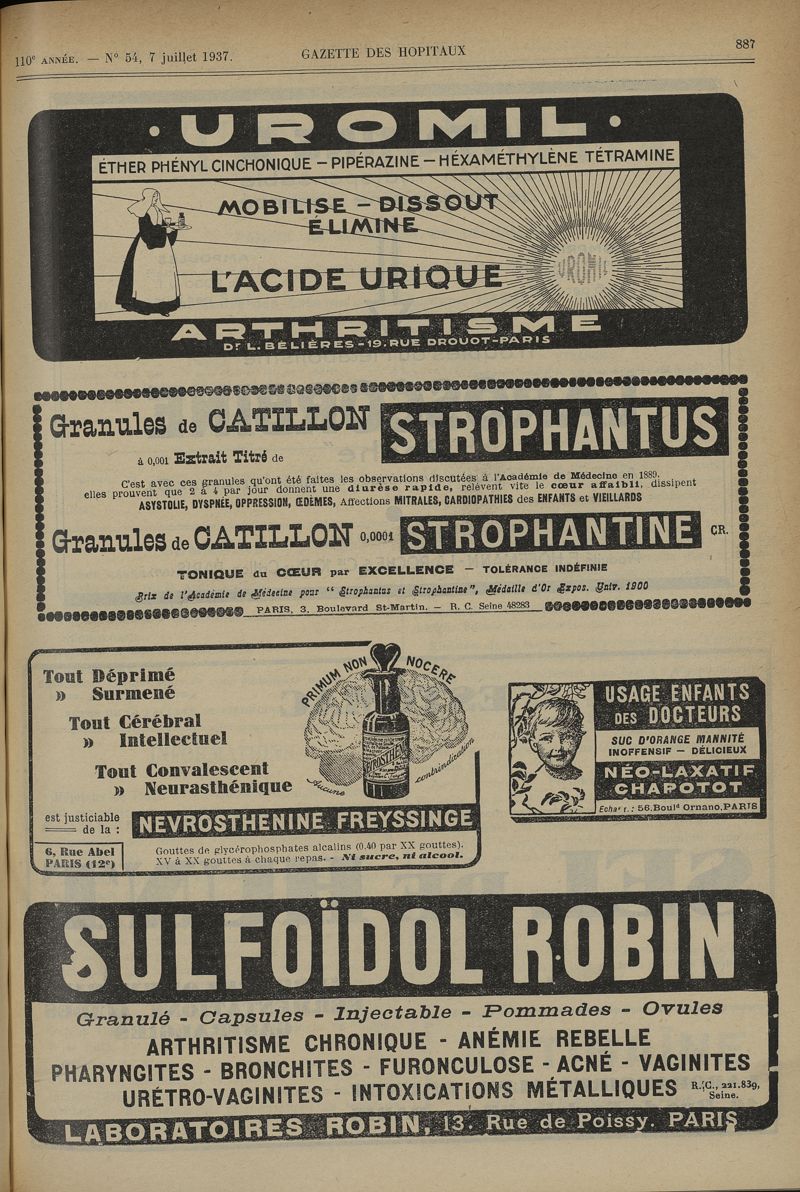 110e ANNÉE. — N° 54, 7 juillet 1937.
GAZETTE DES HOPITAUX
887
· UROMIL ·
ÉTHER PHÉNYL CINCHONIQUE – PIPÉRAZINE – HÉXAMÉTHYLÈNE TÉTRAMINE
MOBILISE – DISSOUT
ÉLIMINE
L'ACIDE URIQUE
UROMIL
ARTHRITISME
Dr L. BÉLIÈRES - 19, RUE DROUOT - PARIS
Granules de CATILLON STROPHANTUS
à 0,001 Extrait Titré de
C'est avec ces granules qu'ont été faites les observations discutées à l'Académie de Médecine en 1889.
elles prouvent que 2 à 4 par jour donnent une diurèse rapide, relèvent vite le cœur affaibli, dissipent
ASYSTOLIE, DYSPNÉE, OPPRESSION, ŒDÈMES, Affections MITRALES, CARDIOPATHIES des ENFANTS et VIEILLARDS
Granules de CATILLON 0,0001 STROPHANTINE CR.
TONIQUE du CŒUR par EXCELLENCE — TOLÉRANCE INDÉFINIE
Prix de l'Académie de Médecine pour "Strophantus et Strophantine", Médaille d'Or Expos. Univ. 1900
PARIS, 3, Boulevard St-Martin. — R. C. Seine 48283
Tout Déprimé
» Surmené
Tout Cérébral
» Intellectuel
Tout Convalescent
» Neurasthénique
PRIMUM NON NOCERE
NEVROSTHÉNINE
Aucune contrindication
est justiciable
de la :
NEVROSTHENINE FREYSSINGE
6, Rue Abel
PARIS (12e)
Gouttes de glycérophosphates alcalins (0.40 par XX gouttes).
XV à XX gouttes à chaque repas. - Ni sucre, ni alcool.
USAGE ENFANTS
DES DOCTEURS
SUC D'ORANGE MANNITÉ
INOFFENSIF — DÉLICIEUX
NÉO-LAXATIF
CHAPOTOT
Echon t. : 56.Bould Ornano.PARIS
SULFOÏDOL ROBIN
Granulé - Capsules - Injectable - Pommades - Ovules
ARTHRITISME CHRONIQUE - ANÉMIE REBELLE
PHARYNGITES - BRONCHITES - FURONCULOSE - ACNÉ - VAGINITES
URÉTRO-VAGINITES - INTOXICATIONS MÉTALLIQUES R.C., 221.839, Seine.
LABORATOIRES ROBIN, 13, Rue de Poissy. PARIS